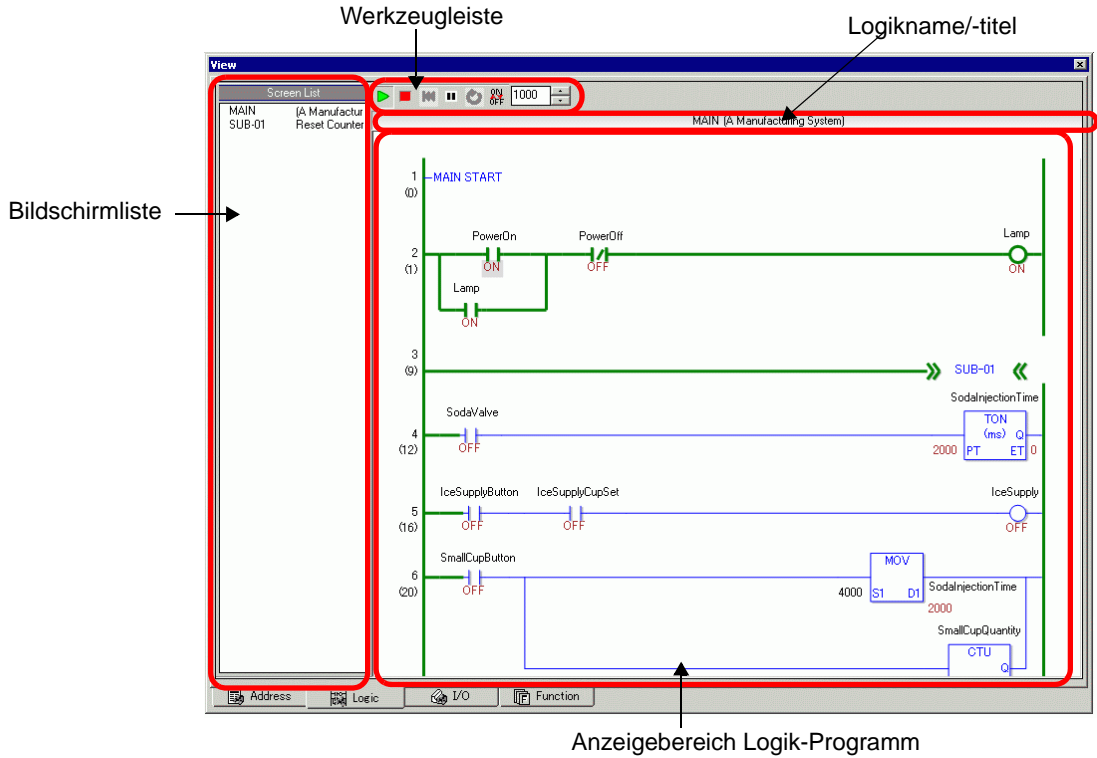 Werkzeugleiste
Logikname/-titel
View
Screen List
ON
OFF
1000
MAIN (A Manufactur
SUB-01 Reset Counter
MAIN (A Manufacturing System)
1
(0)
MAIN START
Bildschirmliste
PowerOn PowerOff Lamp
2
(1)
ON OFF ON
Lamp
ON
3
(9)
SUB-01
SodaInjectionTime
SodaValve
TON
4
(12)
OFF
(ms) Q
2000 PT ET 0
IceSupplyButton IceSupplyCupSet IceSupply
5
(16)
OFF OFF OFF
SmallCupButton
MOV
6
(20)
OFF
4000 S1 D1
SodaInjectionTime
2000
SmallCupQuantity
CTU
Q
Address Logic I/O Function
Anzeigebereich Logik-Programm